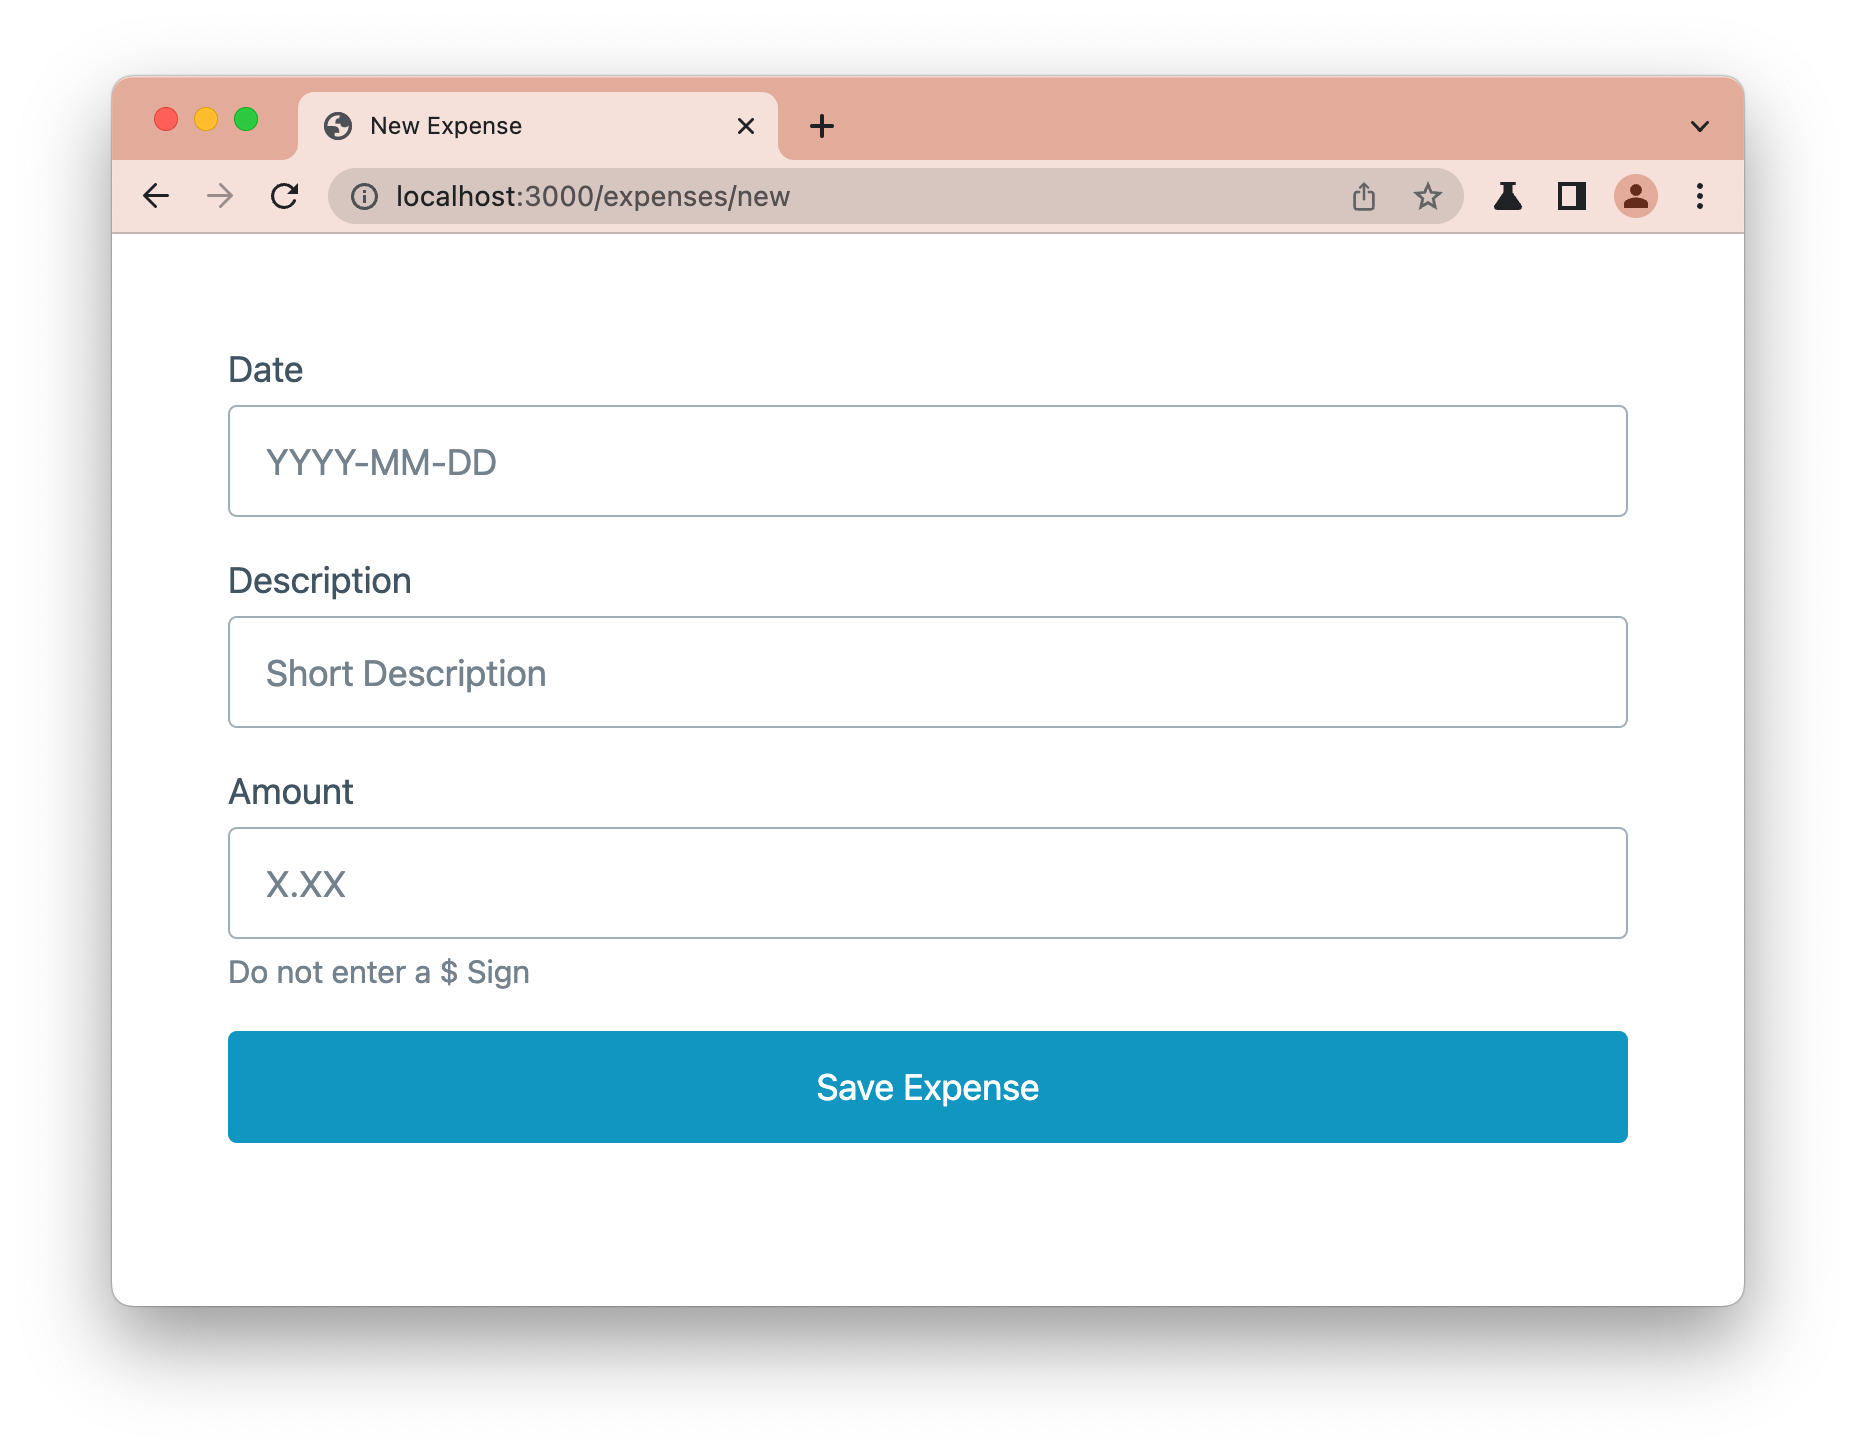 New Expense
localhost:3000/expenses/new
Date
YYYY-MM-DD
Description
Short Description
Amount
X.XX
Do not enter a $ Sign
Save Expense